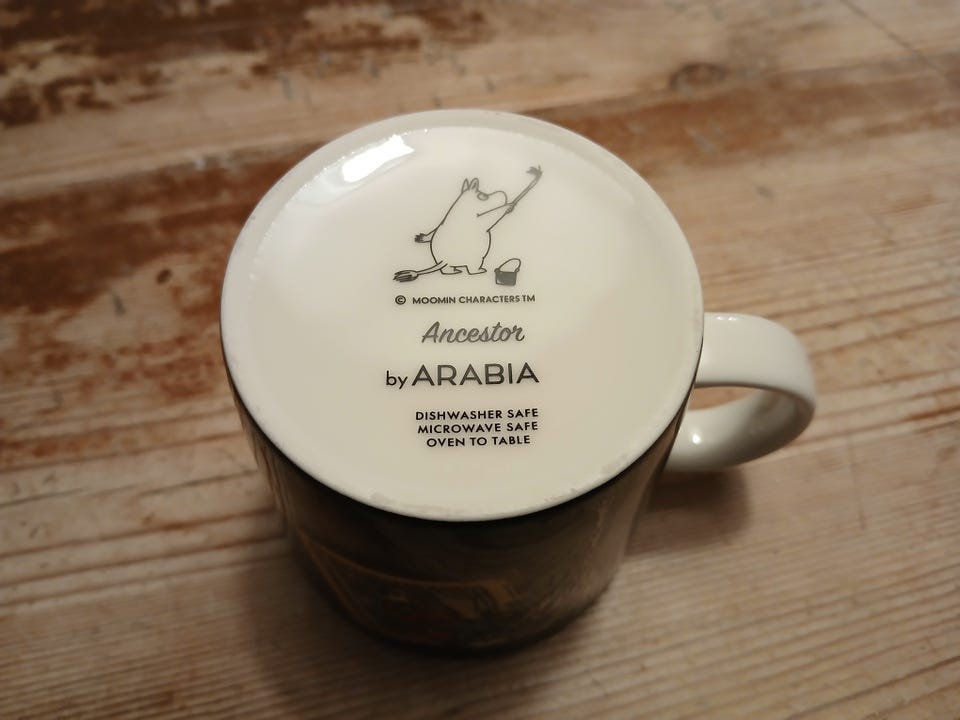 © MOOMIN CHARACTERS TM
Ancestor
by ARABIA
DISHWASHER SAFE
MICROWAVE SAFE
OVEN TO TABLE